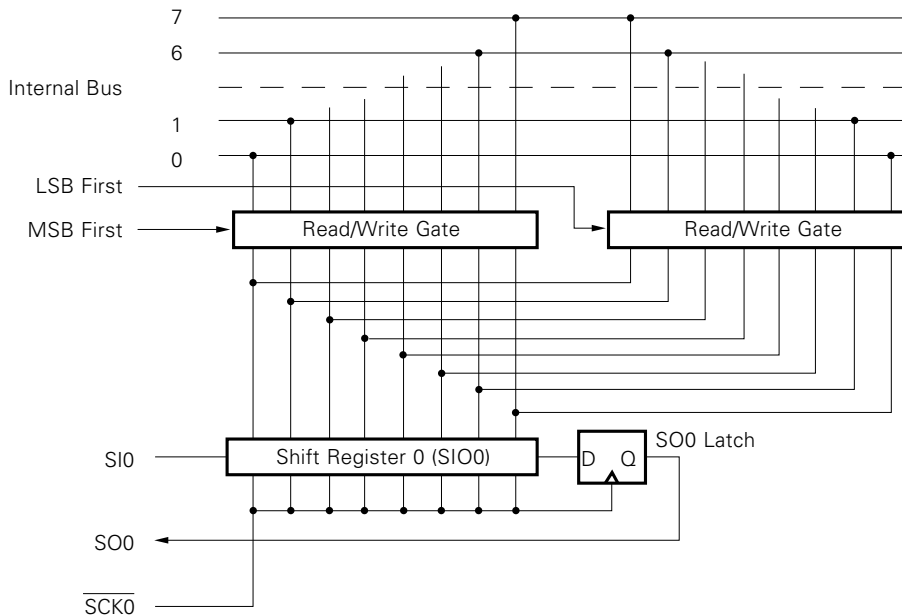 7
6
Internal Bus
1
0
LSB First
MSB First
Read/Write Gate
Read/Write Gate
SO0 Latch
SI0
Shift Register 0 (SIO0)
D Q
SO0
SCK0